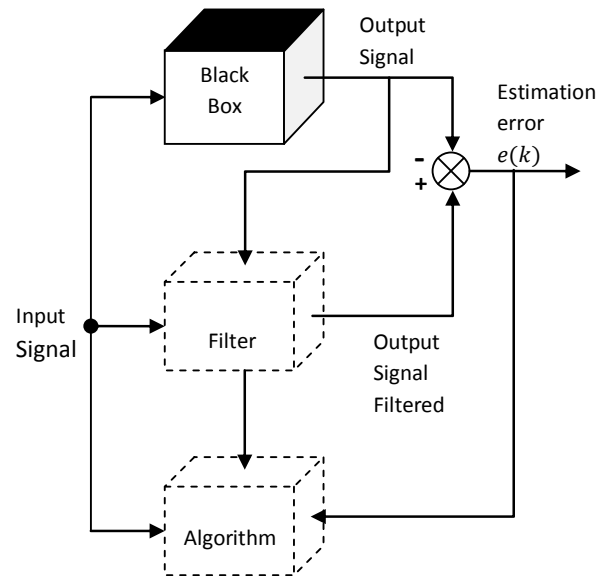 Output
Signal
Black
Box
Estimation
error
e(k)
-
+
Input
Signal
Filter
Output
Signal
Filtered
Algorithm